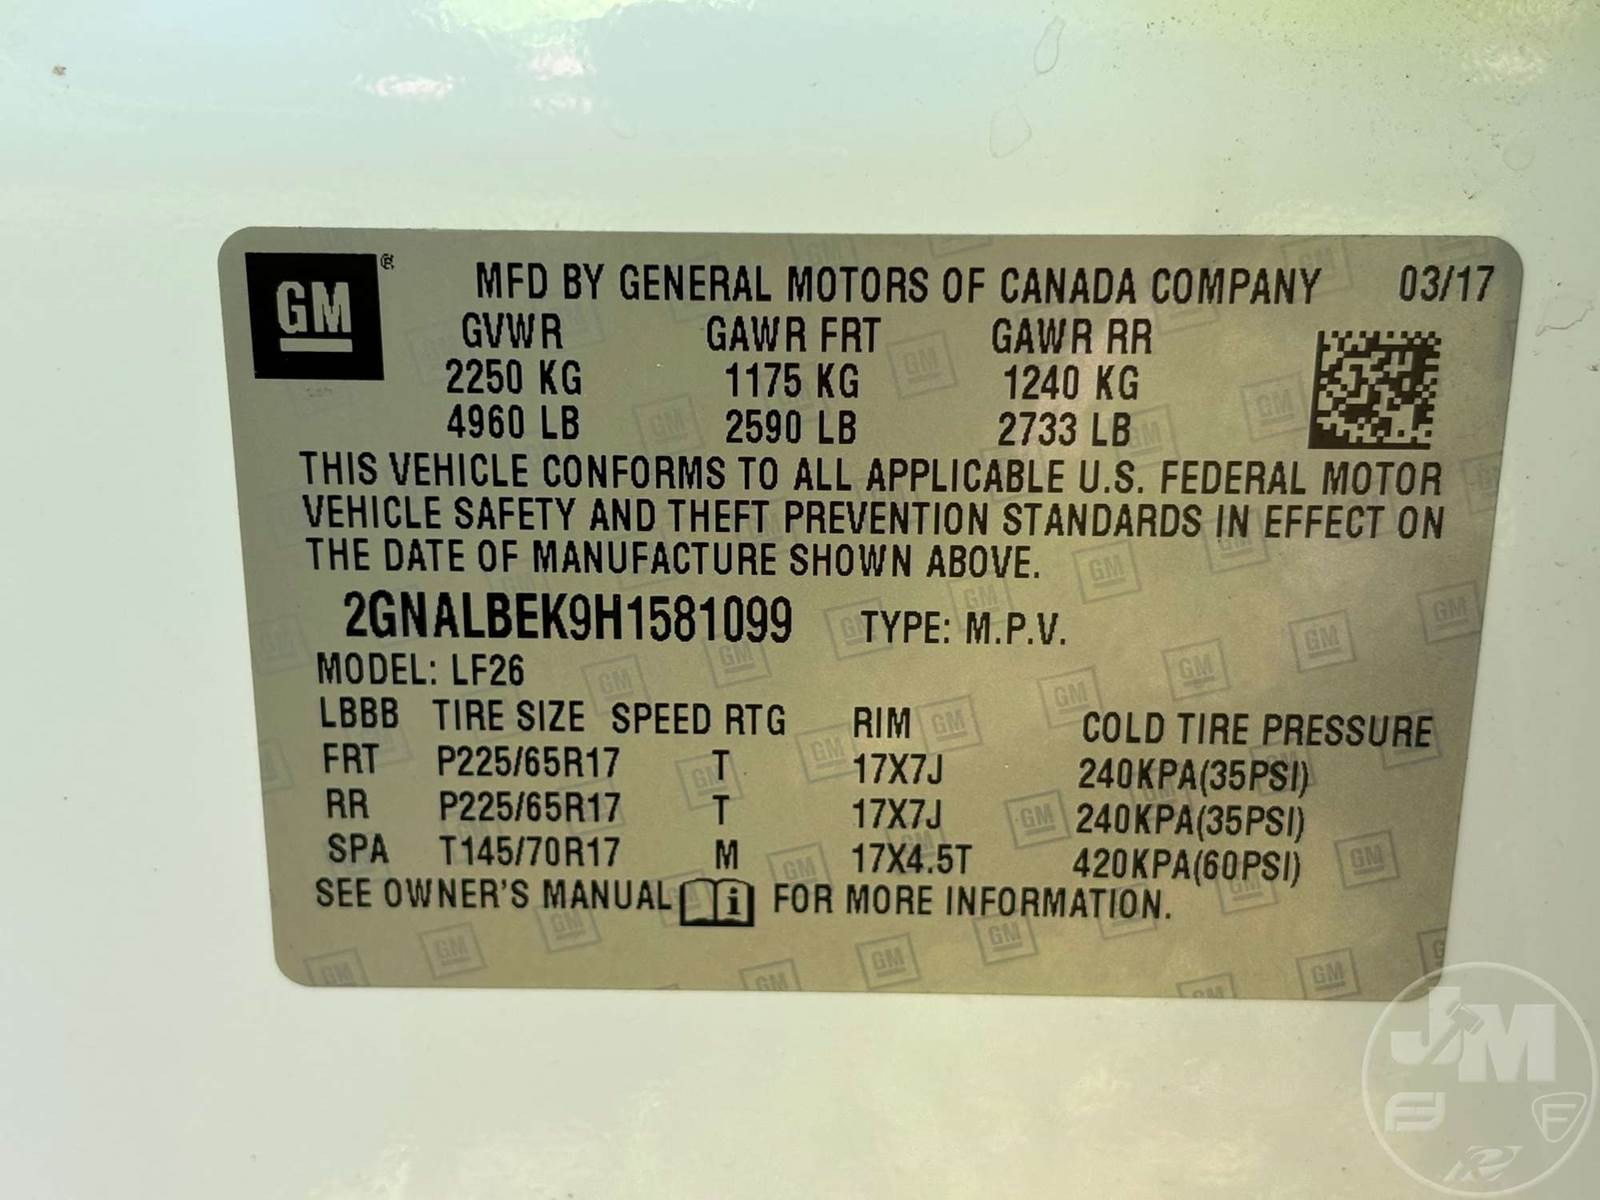 GM
MFD BY GENERAL MOTORS OF CANADA COMPANY 03/17
GVWR GAWR FRT GAWR RR
2250 KG 1175 KG 1240 KG
4960 LB 2590 LB 2733 LB
THIS VEHICLE CONFORMS TO ALL APPLICABLE U.S. FEDERAL MOTOR
VEHICLE SAFETY AND THEFT PREVENTION STANDARDS IN EFFECT ON
THE DATE OF MANUFACTURE SHOWN ABOVE.
2GNALBEK9H1581099 TYPE: M.P.V.
MODEL: LF26
LBBB TIRE SIZE SPEED RTG RIM COLD TIRE PRESSURE
FRT P225/65R17 T 17X7J 240KPA(35PSI)
RR P225/65R17 T 17X7J 240KPA(35PSI)
SPA T145/70R17 M 17X4.5T 420KPA(60PSI)
SEE OWNER'S MANUAL i FOR MORE INFORMATION.
JM